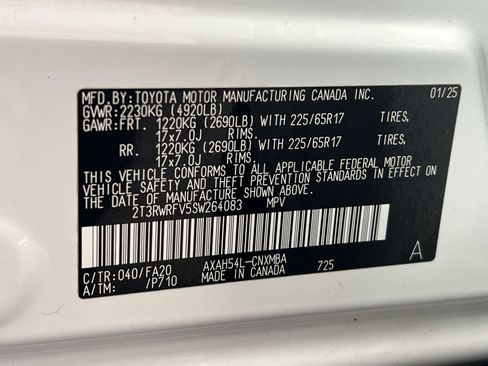 MFD.BY:TOYOTA MOTOR MANUFACTURING CANADA INC. 01/25
GVWR:2230KG (4920LB)
GAWR:FRT. 1220KG (2690LB) WITH 225/65R17 TIRES,
17x7.0J RIMS.
RR. 1220KG (2690LB) WITH 225/65R17 TIRES,
17x7.0J RIMS.
THIS VEHICLE CONFORMS TO ALL APPLICABLE FEDERAL MOTOR
VEHICLE SAFETY AND THEFT PREVENTION STANDARDS IN EFFECT ON
THE DATE OF MANUFACTURE SHOWN ABOVE.
2T3RWRFV5SW264083 MPV
C/TR:040/FA20 AXAH54L-CNXMBA 725 A
A/TM: /P710 MADE IN CANADA